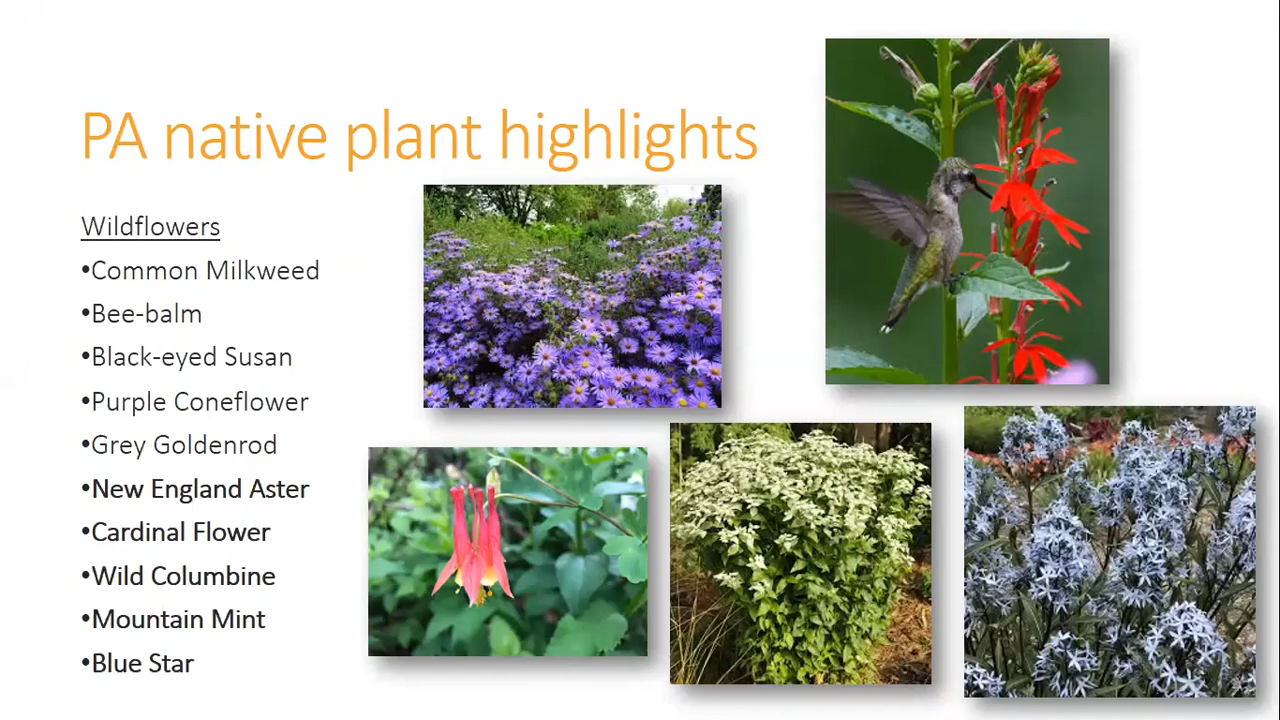 PA native plant highlights
Wildflowers
•Common Milkweed
•Bee-balm
•Black-eyed Susan
•Purple Coneflower
•Grey Goldenrod
•New England Aster
•Cardinal Flower
•Wild Columbine
•Mountain Mint
•Blue Star